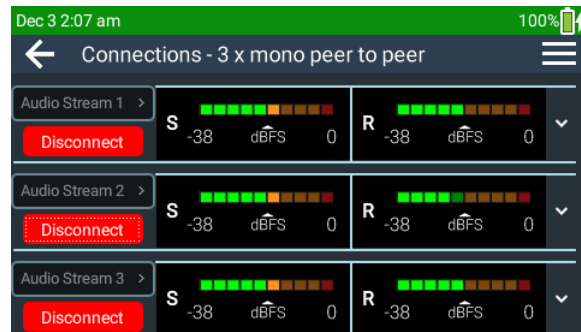 Dec 3 2:07 am 100%
Connections - 3 x mono peer to peer
Audio Stream 1 >
Disconnect
S -38 dBFS 0
R -38 dBFS 0
Audio Stream 2 >
Disconnect
S -38 dBFS 0
R -38 dBFS 0
Audio Stream 3 >
Disconnect
S -38 dBFS 0
R -38 dBFS 0